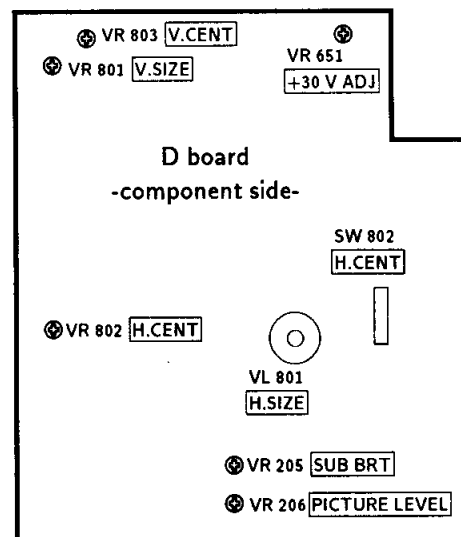 VR 803 V.CENT
VR 801 V.SIZE
VR 651
+30 V ADJ
D board
-component side-
SW 802
H.CENT
VR 802 H.CENT
VL 801
H.SIZE
VR 205 SUB BRT
VR 206 PICTURE LEVEL